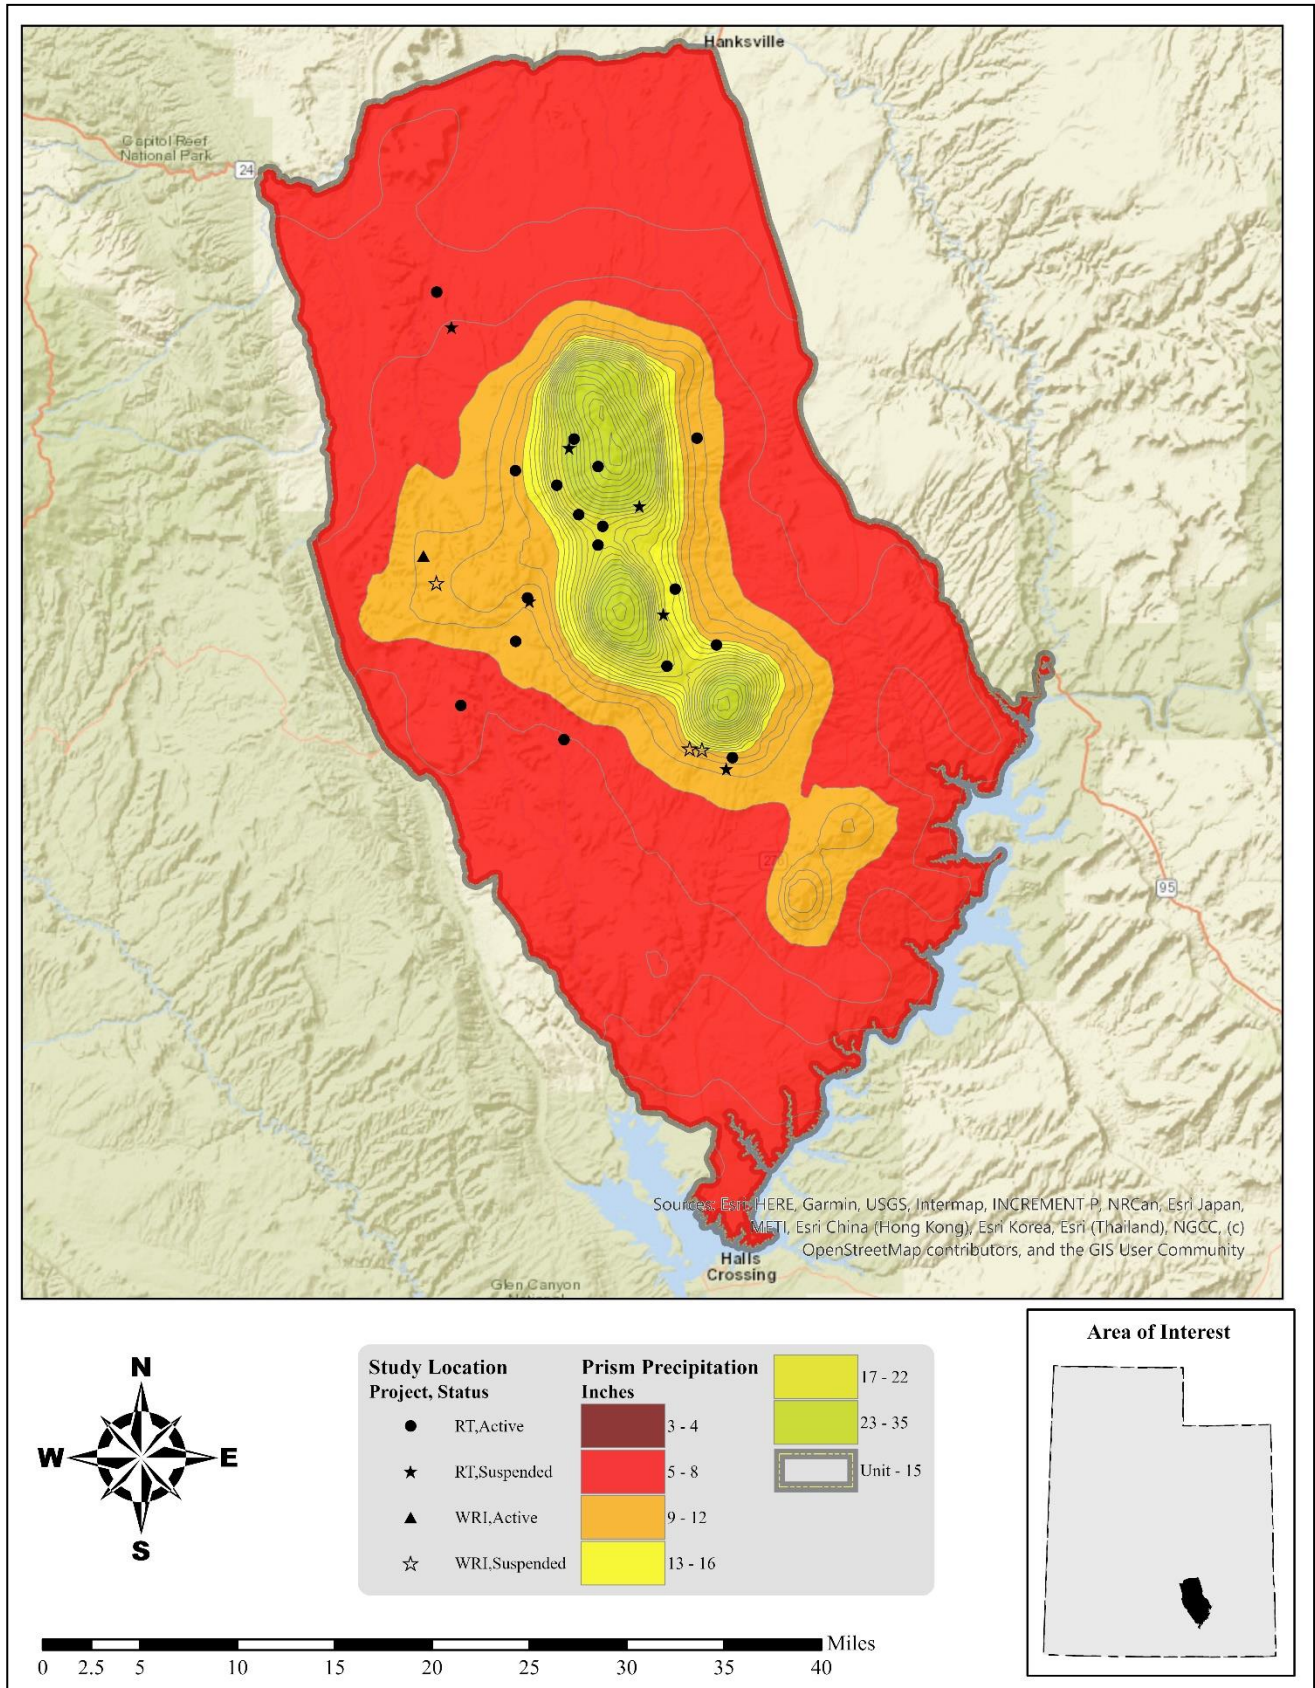 Hanksville
Capitol Reef
National Park
24
276
95
Sources: Esri, HERE, Garmin, USGS, Intermap, INCREMENT P, NRCan, Esri Japan,
METI, Esri China (Hong Kong), Esri Korea, Esri (Thailand), NGCC, (c)
OpenStreetMap contributors, and the GIS User Community
Halls
Crossing
Glen Canyon
N
W
E
S
Study Location
Project, Status
RT,Active
RT,Suspended
WRI,Active
WRI,Suspended
Prism Precipitation
Inches
3 - 4
5 - 8
9 - 12
13 - 16
17 - 22
23 - 35
Unit - 15
Area of Interest
Miles
0 2.5 5 10 15 20 25 30 35 40